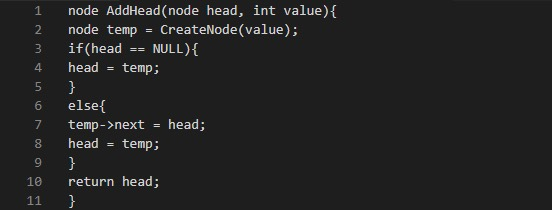 1 node AddHead(node head, int value){
2 node temp = CreateNode(value);
3 if(head == NULL){
4 head = temp;
5 }
6 else{
7 temp->next = head;
8 head = temp;
9 }
10 return head;
11 }